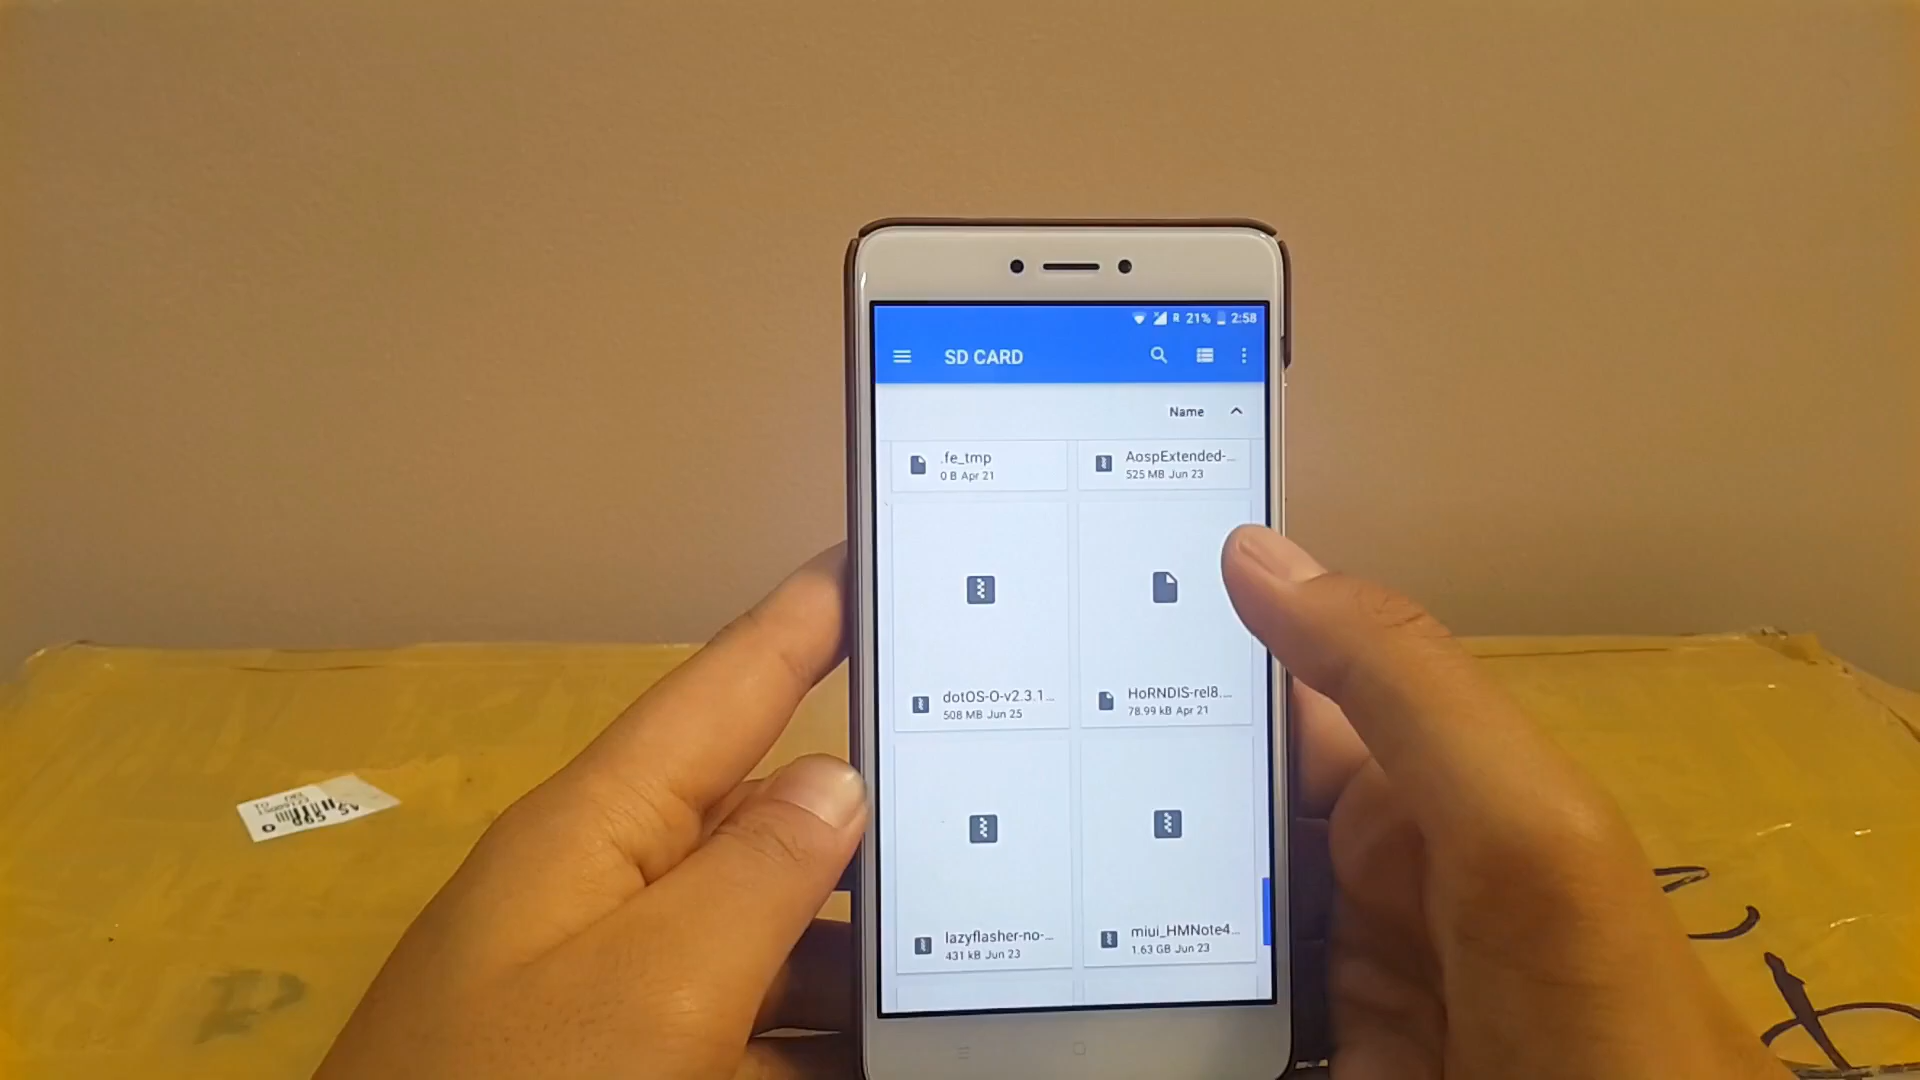 R 21% 2:58
SD CARD
Name
.fe_tmp
0 B Apr 21
AospExtended-...
525 MB Jun 23
dotOS-O-v2.3.1...
508 MB Jun 25
HoRNDIS-rel8....
78.99 kB Apr 21
lazyflasher-no-...
431 kB Jun 23
miui_HMNote4...
1.63 GB Jun 23